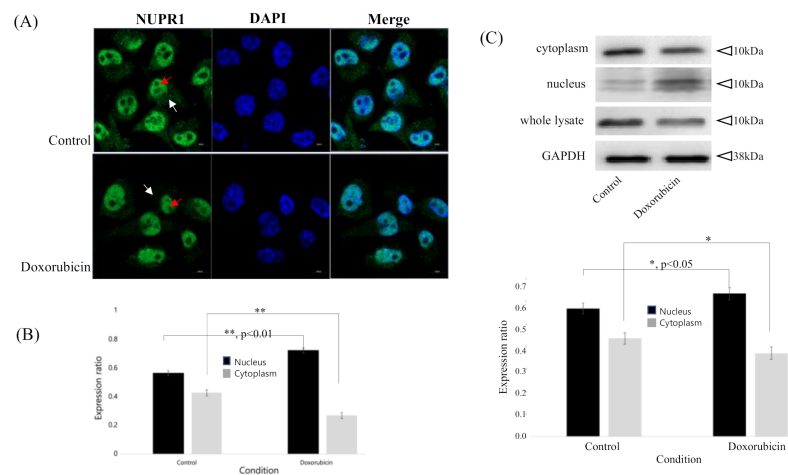 (A)
NUPR1 DAPI Merge
Control
Doxorubicin
(B)
1
0.8
0.6
0.4
0.2
0
Expression ratio
**
**, p<0.01
Nucleus
Cytoplasm
Control Doxorubicin
Condition
(C)
cytoplasm 10kDa
nucleus 10kDa
whole lysate 10kDa
GAPDH 38kDa
Control Doxorubicin
0.7
0.6
0.5
0.4
0.3
0.2
0.1
0.0
Expression ratio
*
*, p<0.05
Nucleus
Cytoplasm
Control Doxorubicin
Condition